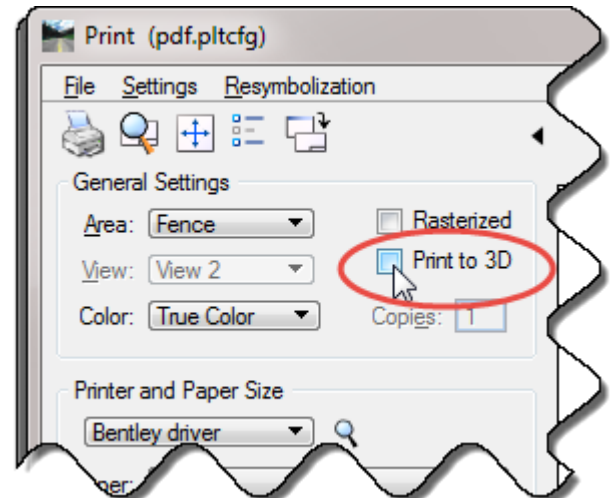 Print (pdf.pltcfg)
File Settings Resymbolization
General Settings
Area: Fence Rasterized
View: View 2 Print to 3D
Color: True Color Copies: 1
Printer and Paper Size
Bentley driver